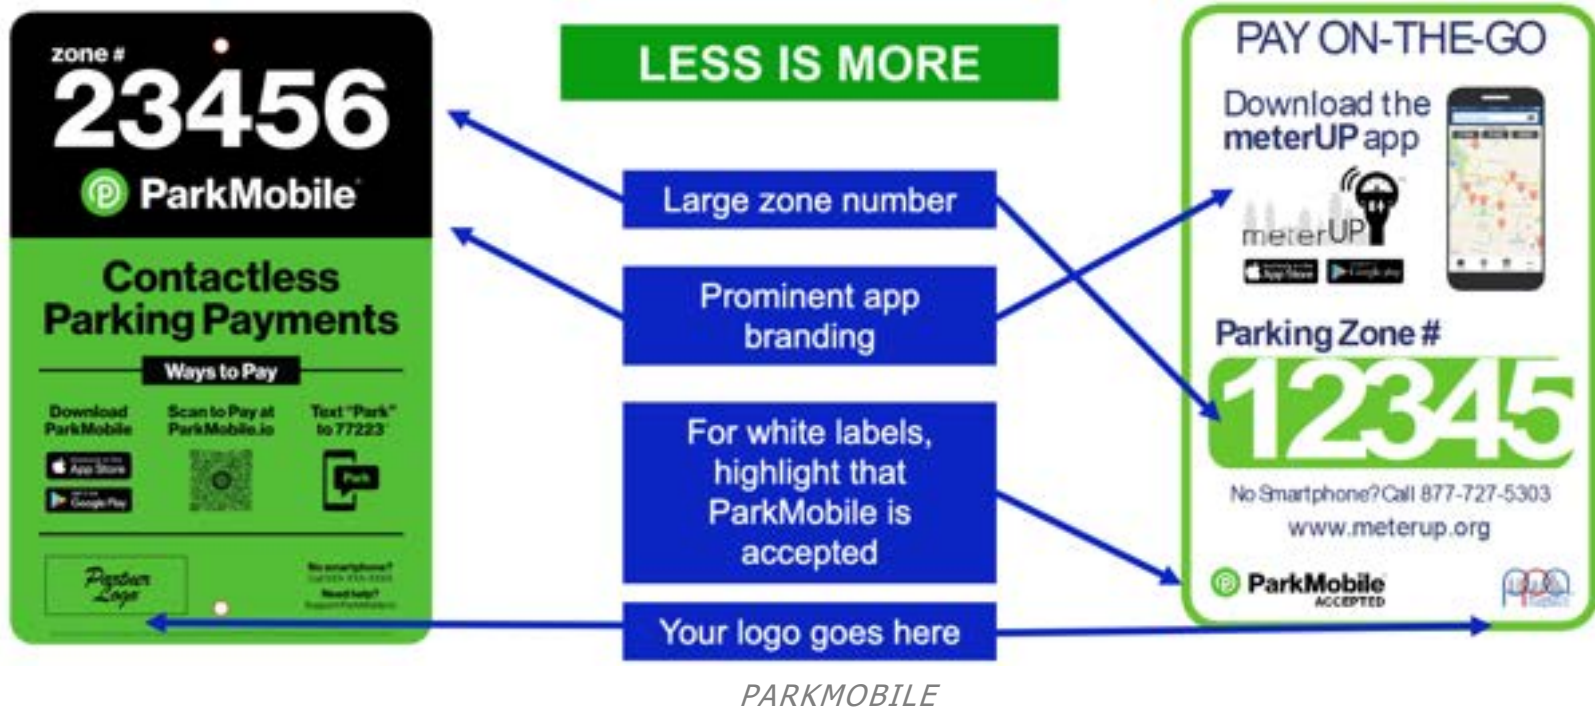 zone #
23456
ParkMobile
Contactless
Parking Payments
Ways to Pay
Download
ParkMobile
Scan to Pay at
ParkMobile.io
Text "Park"
to 77223
App Store
Google Play
Park
Partner
Logo
No smartphone?
Need help?
LESS IS MORE
Large zone number
Prominent app
branding
For white labels,
highlight that
ParkMobile is
accepted
Your logo goes here
PAY ON-THE-GO
Download the
meterUP app
meterUP
App Store
Google play
Parking Zone #
12345
No Smartphone? Call 877-727-5303
www.meterup.org
ParkMobile
ACCEPTED
PARKMOBILE